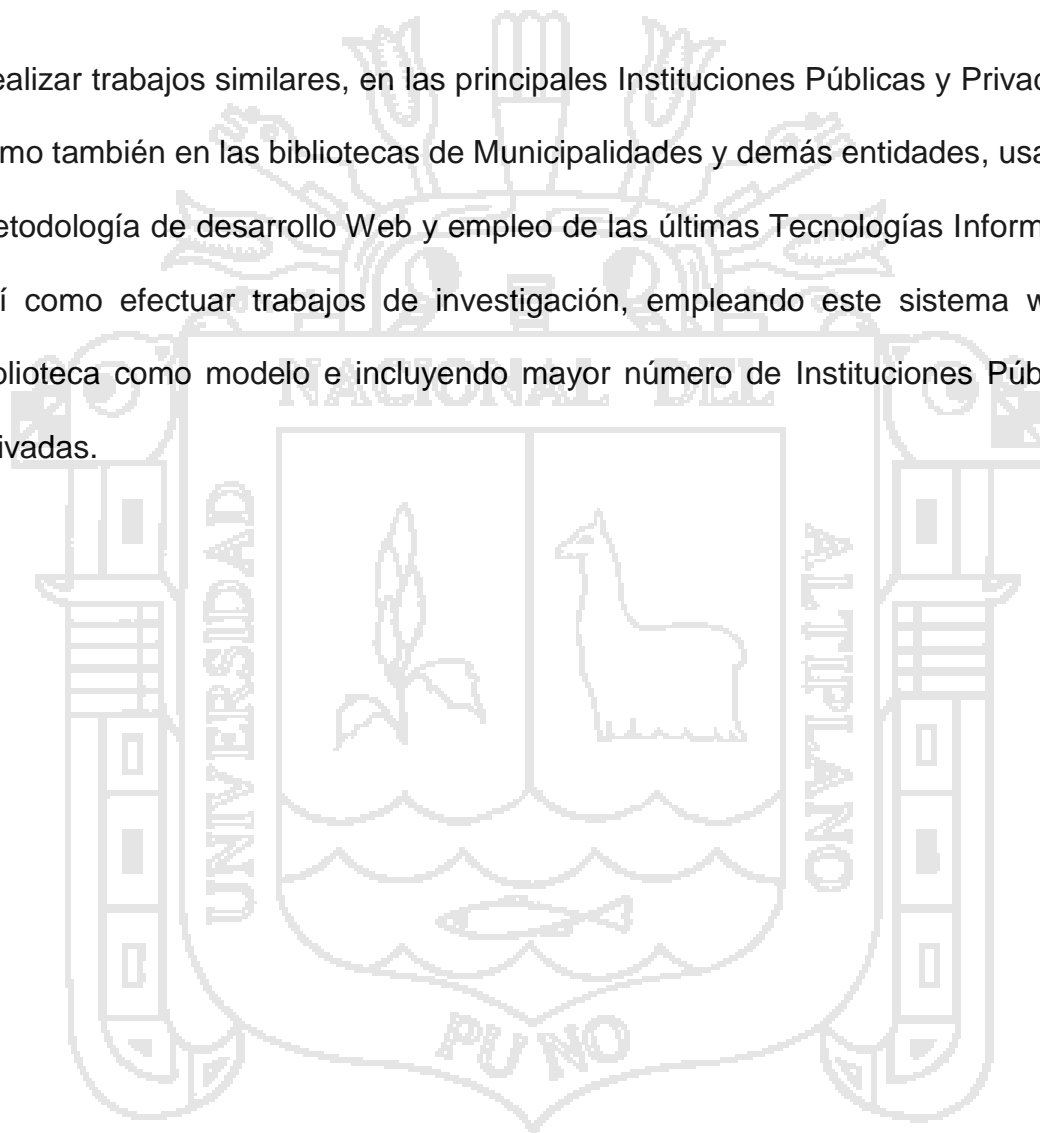 ealizar trabajos similares, en las principales Instituciones Públicas y Privac
mo también en las bibliotecas de Municipalidades y demás entidades, usa
etodología de desarrollo Web y empleo de las últimas Tecnologías Inform
í como efectuar trabajos de investigación, empleando este sistema w
olioteca como modelo e incluyendo mayor número de Instituciones Púb
ivadas.
NACIONAL DEL
UNIVERSIDAD
ALTIPLANO
PUNO